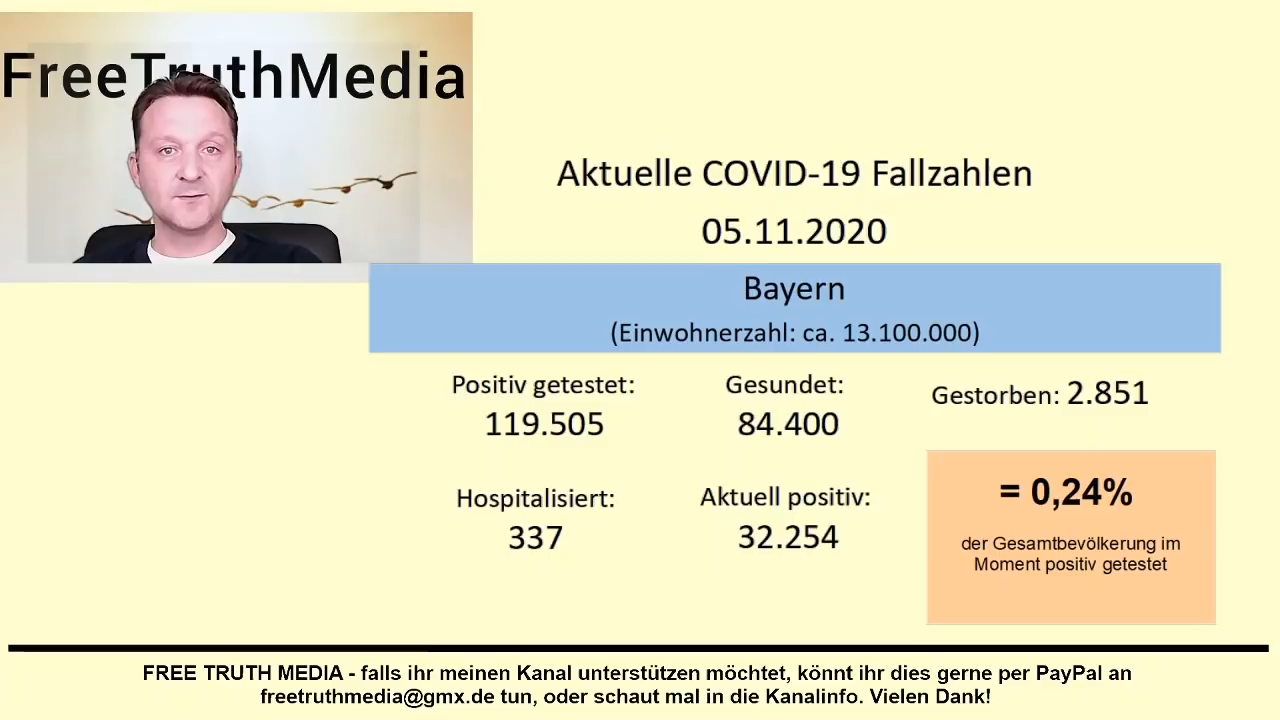 FreeTruthMedia
Aktuelle COVID-19 Fallzahlen
05.11.2020
Bayern
(Einwohnerzahl: ca. 13.100.000)
Positiv getestet:
119.505
Gesundet:
84.400
Gestorben: 2.851
Hospitalisiert:
337
Aktuell positiv:
32.254
= 0,24%
der Gesamtbevölkerung im
Moment positiv getestet
FREE TRUTH MEDIA - falls ihr meinen Kanal unterstützen möchtet, könnt ihr dies gerne per PayPal an
freetruthmedia@gmx.de tun, oder schaut mal in die Kanalinfo. Vielen Dank!